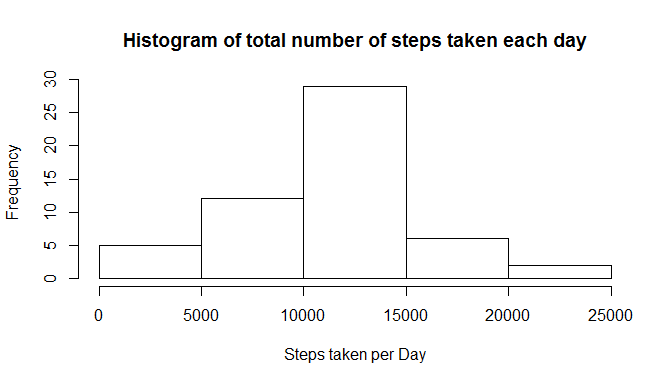 Histogram of total number of steps taken each day
Frequency
30
25
20
15
10
5
0
0 5000 10000 15000 20000 25000
Steps taken per Day